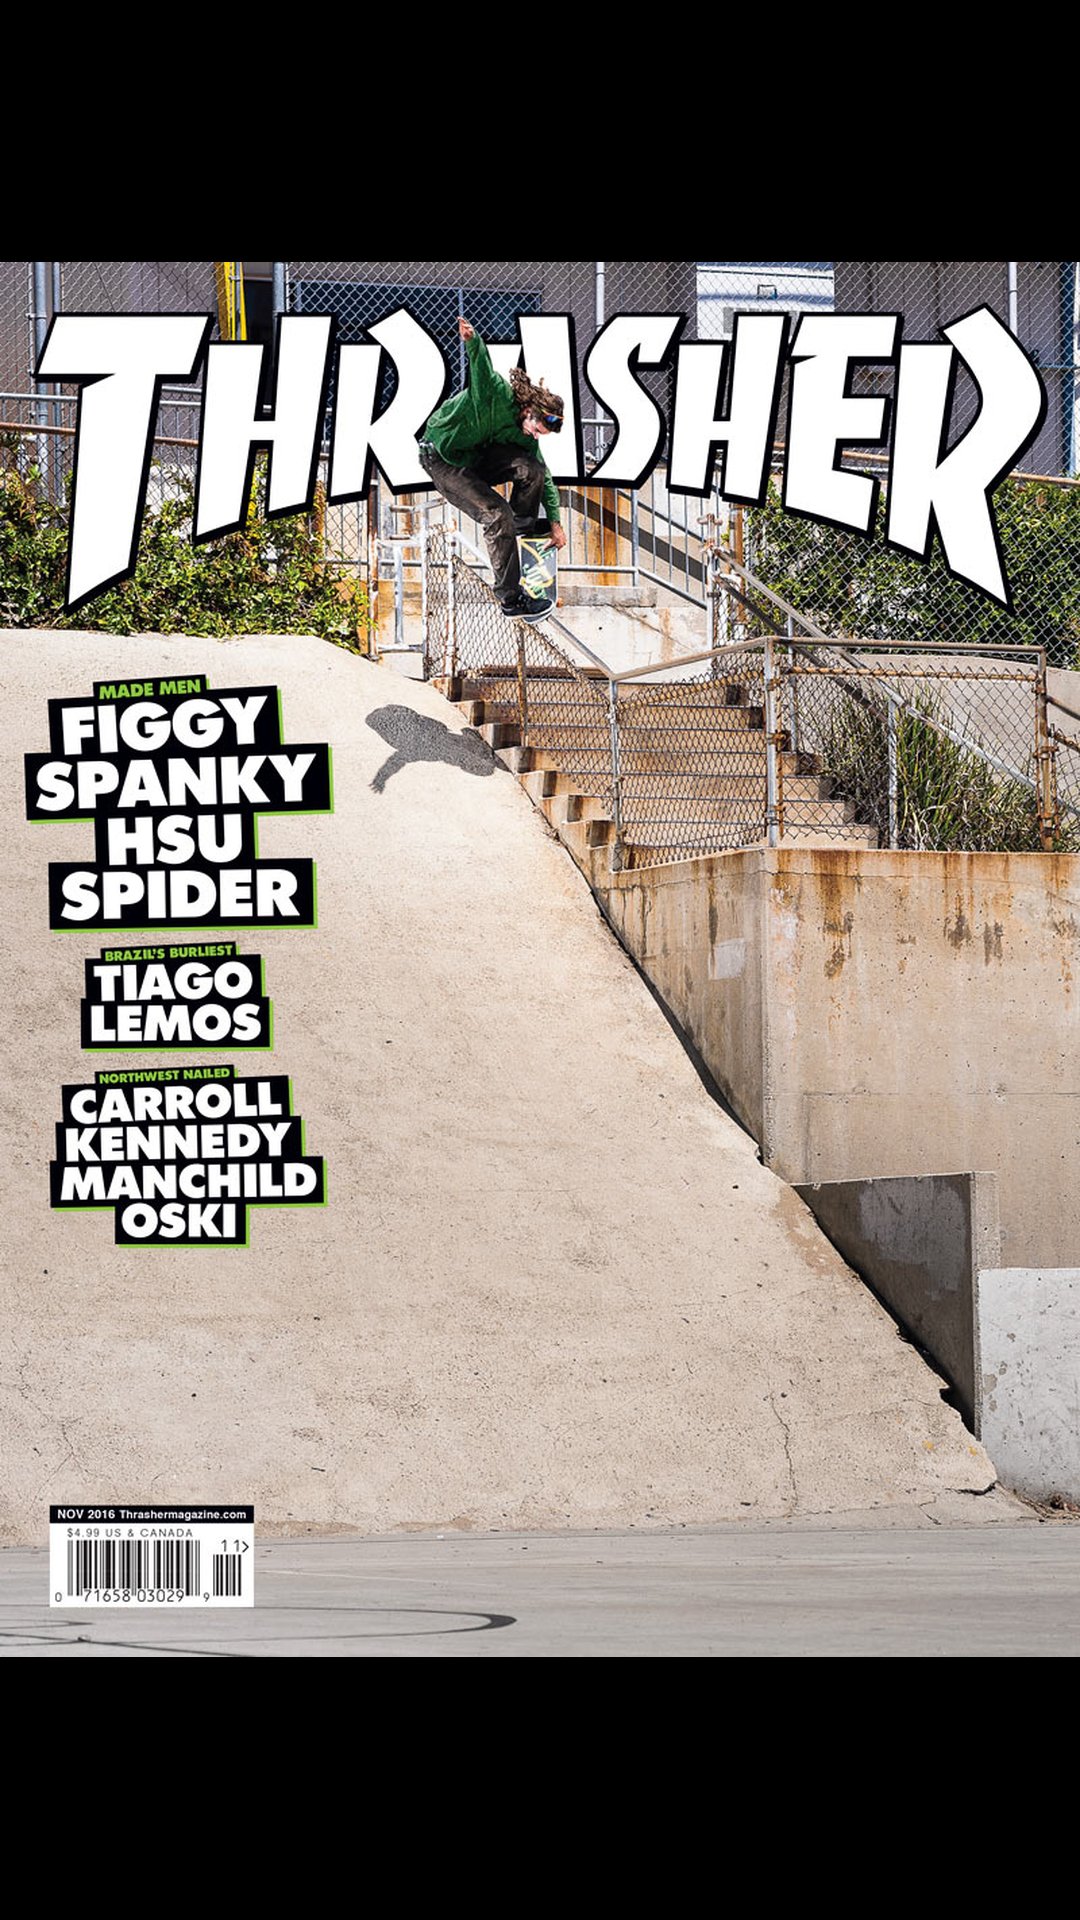 THRASHER
MADE MEN
FIGGY
SPANKY
HSU
SPIDER
BRAZIL'S BURLIEST
TIAGO
LEMOS
NORTHWEST NAILED
CARROLL
KENNEDY
MANCHILD
OSKI
NOV 2016 Thrashermagazine.com
$4.99 US & CANADA
11>
0 71658 03029 9